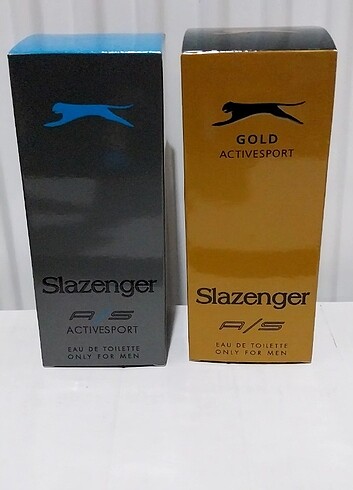 Slazenger
A/S
ACTIVESPORT
EAU DE TOILETTE
ONLY FOR MEN
GOLD
ACTIVESPORT
Slazenger
A/S
EAU DE TOILETTE
ONLY FOR MEN